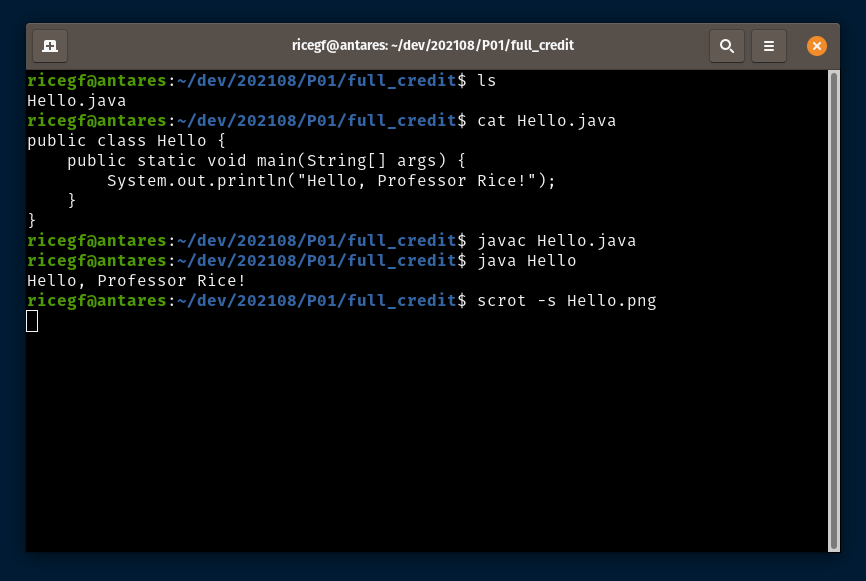 ricegf@antares: ~/dev/202108/P01/full_credit
ricegf@antares:~/dev/202108/P01/full_credit$ ls
Hello.java
ricegf@antares:~/dev/202108/P01/full_credit$ cat Hello.java
public class Hello {
    public static void main(String[] args) {
        System.out.println("Hello, Professor Rice!");
    }
}
ricegf@antares:~/dev/202108/P01/full_credit$ javac Hello.java
ricegf@antares:~/dev/202108/P01/full_credit$ java Hello
Hello, Professor Rice!
ricegf@antares:~/dev/202108/P01/full_credit$ scrot -s Hello.png